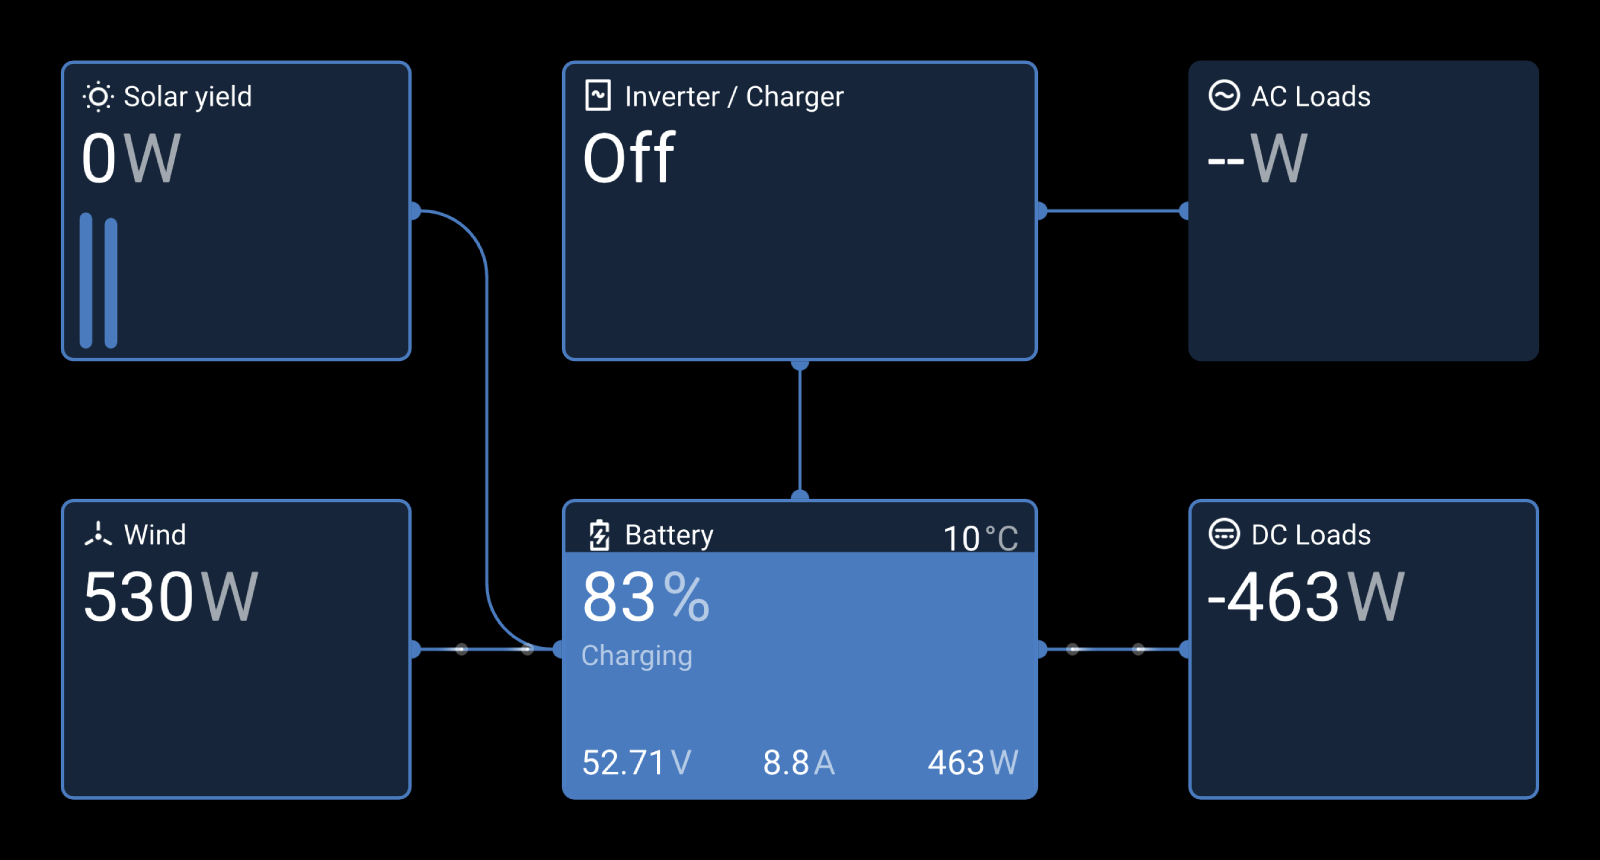 Solar yield
0W
Inverter / Charger
Off
AC Loads
--W
Wind
530W
Battery
10°C
83%
Charging
52.71V
8.8A
463W
DC Loads
-463W